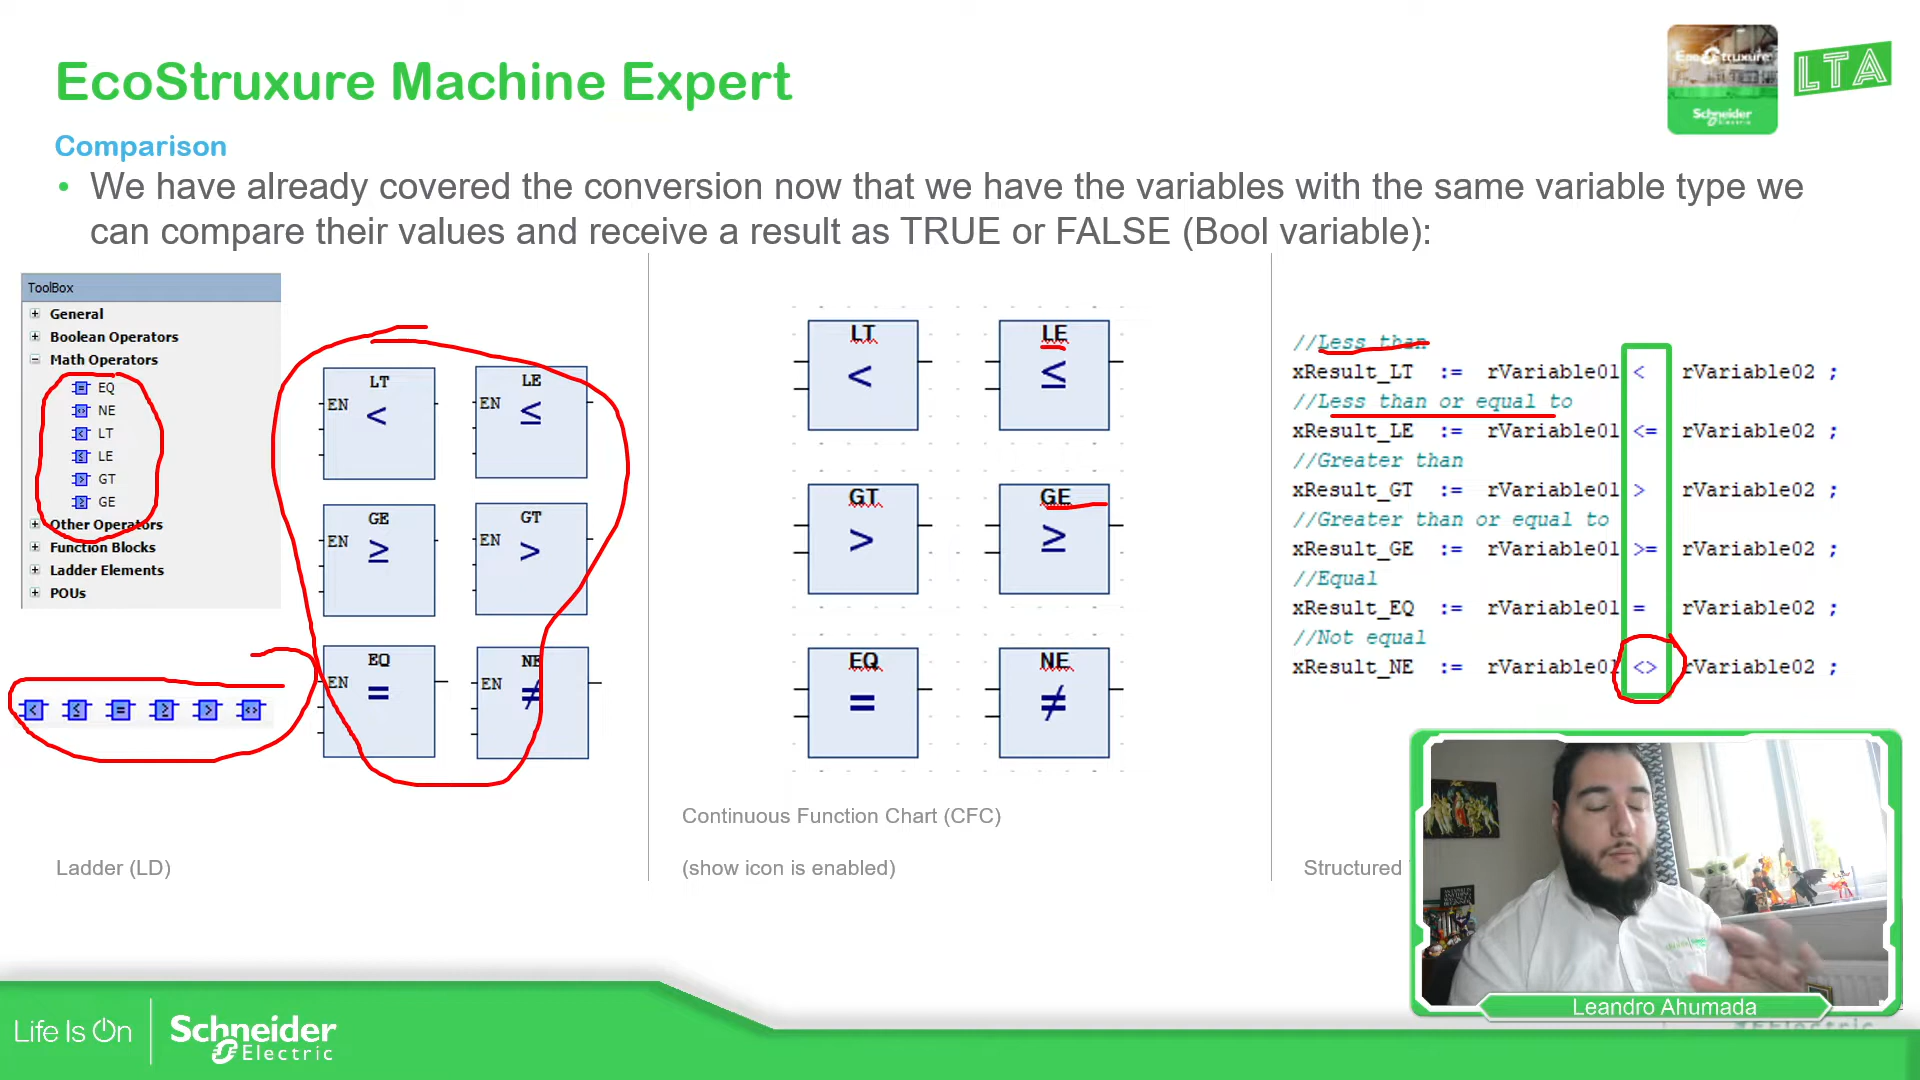 EcoStruxure Machine Expert
EcoStruxure
Schneider
Electric
LTA
Comparison
• We have already covered the conversion now that we have the variables with the same variable type we
can compare their values and receive a result as TRUE or FALSE (Bool variable):
ToolBox
General
Boolean Operators
Math Operators
EQ
NE
LT
LE
GT
GE
Other Operators
Function Blocks
Ladder Elements
POUs
< ≤ = ≥ > <>
LT
EN <
LE
EN ≤
GE
EN ≥
GT
EN >
EQ
EN =
NE
EN ≠
Ladder (LD)
LT
<
LE
≤
GT
>
GE
≥
EQ
=
NE
≠
Continuous Function Chart (CFC)
(show icon is enabled)
//Less than
xResult_LT := rVariable01 < rVariable02 ;
//Less than or equal to
xResult_LE := rVariable01 <= rVariable02 ;
//Greater than
xResult_GT := rVariable01 > rVariable02 ;
//Greater than or equal to
xResult_GE := rVariable01 >= rVariable02 ;
//Equal
xResult_EQ := rVariable01 = rVariable02 ;
//Not equal
xResult_NE := rVariable01 <> rVariable02 ;
Structured
Leandro Ahumada
Life Is On
Schneider
Electric